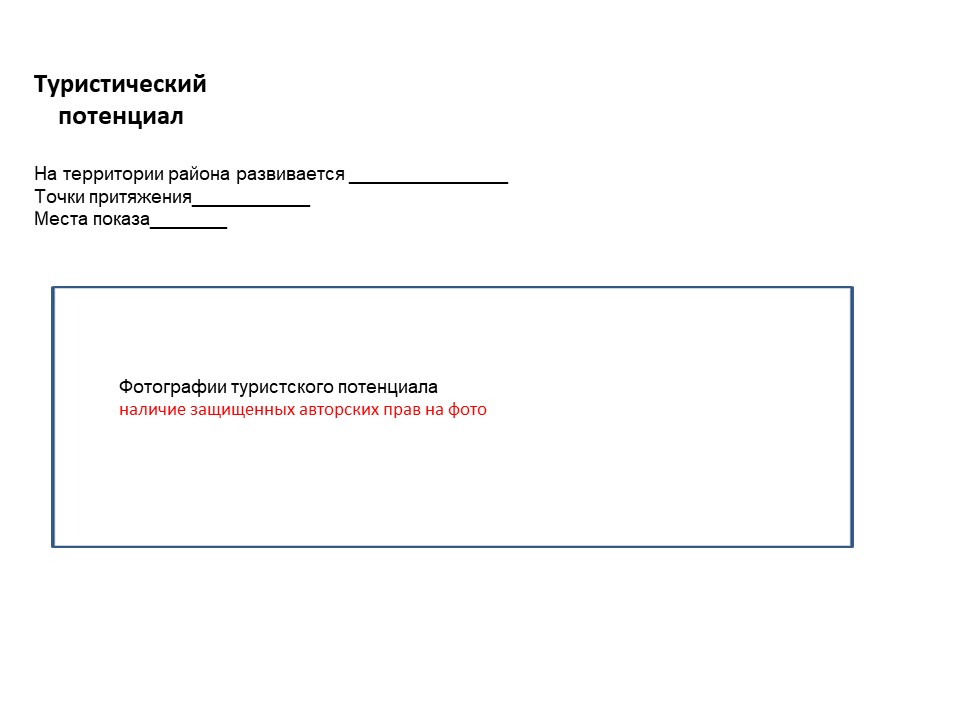 Туристический
потенциал
На территории района развивается ________________
Точки притяжения____________
Места показа________
Фотографии туристского потенциала
наличие защищенных авторских прав на фото